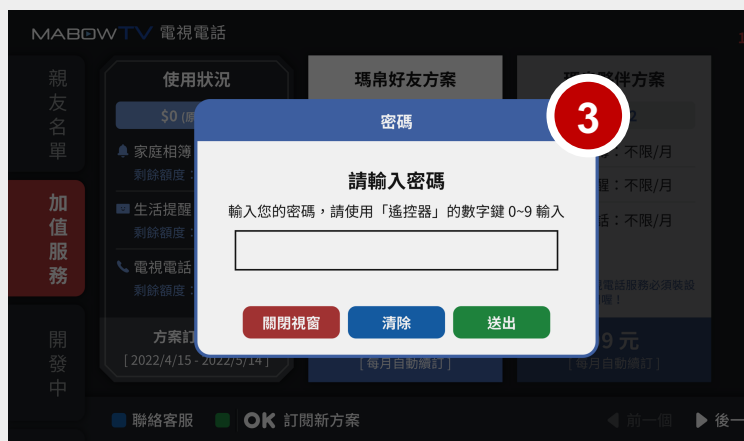 MABOWTV 電視電話
親友名單
加值服務
開發中
使用狀況
$0
家庭相簿
剩餘額度：
生活提醒
剩餘額度：
電視電話
剩餘額度：
方案訂
[ 2022/4/15 - 2022/5/14 ]
瑪帛好友方案
[ 每月自動續訂 ]
夥伴方案
：不限/月
醒：不限/月
話：不限/月
電話服務必須裝設
喔！
9 元
[ 每月自動續訂 ]
密碼
3
請輸入密碼
輸入您的密碼，請使用「遙控器」的數字鍵 0~9 輸入
關閉視窗
清除
送出
聯絡客服
OK 訂閱新方案
前一個
後一